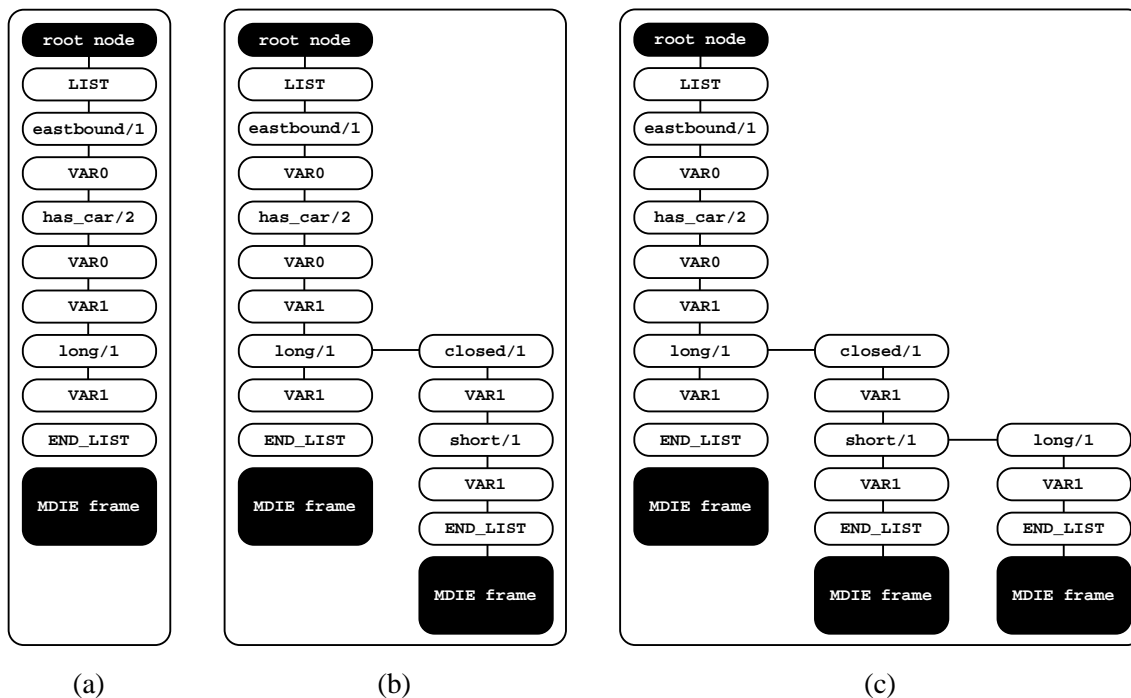 root node
LIST
eastbound/1
VAR0
has_car/2
VAR0
VAR1
long/1
VAR1
END_LIST
MDIE frame
(a)
root node
LIST
eastbound/1
VAR0
has_car/2
VAR0
VAR1
long/1
VAR1
END_LIST
MDIE frame
closed/1
VAR1
short/1
VAR1
END_LIST
MDIE frame
(b)
root node
LIST
eastbound/1
VAR0
has_car/2
VAR0
VAR1
long/1
VAR1
END_LIST
MDIE frame
closed/1
VAR1
short/1
VAR1
END_LIST
MDIE frame
long/1
VAR1
END_LIST
MDIE frame
(c)